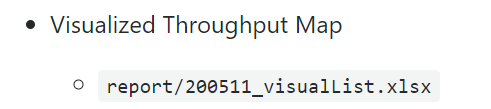 Visualized Throughput Map
report/200511_visualList.xlsx